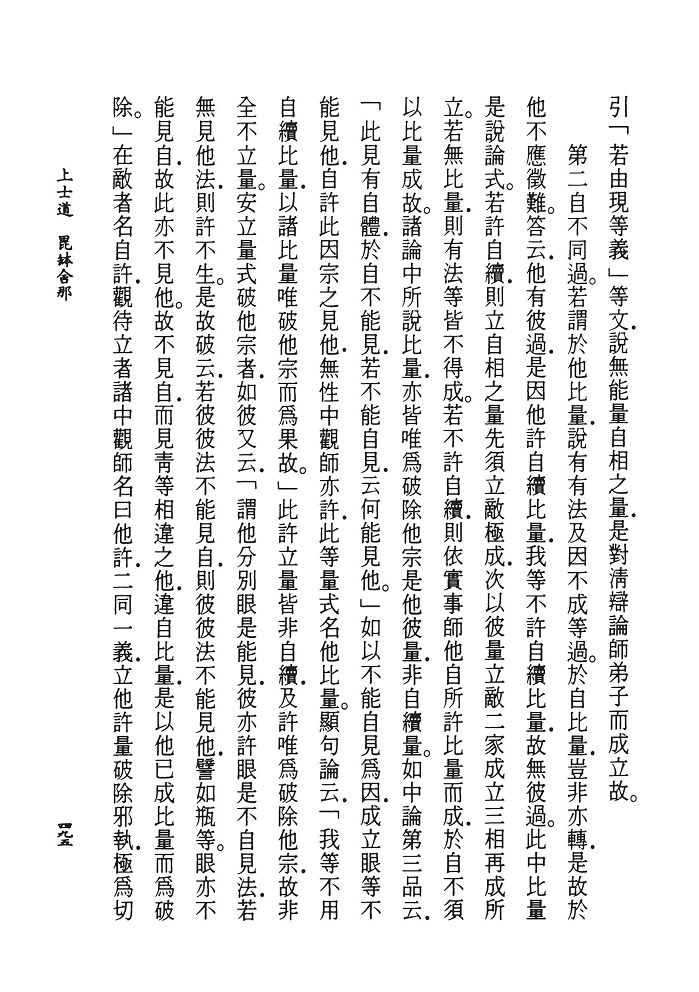 引「若由現等義」等文．說無能量自相之量．是對清辯論師弟子而成立故。
第二自不同過。若謂於他比量．說有有法及因不成等過。於自比量．豈非亦轉．是故於
他不應徵難。答云．他有彼過．是因他許自續比量．我等不許自續比量．故無彼過。此中比量
是說論式。若許自續．則立自相之量先須立敵極成．次以彼量立敵二家成立三相再成所
立。若無比量．則有法等皆不得成。若不許自續．則依實事師他自所許比量而成．於自不須
以比量成故。諸論中所說比量．亦皆唯為破除他宗是他彼量．非自續量。如中論第三品云．
「此見有自體．於自不能見．若不能自見．云何能見他。」如以不能自見為因．成立眼等不
能見他．自許此因宗之見他．無性中觀師亦許．此等量式名他比量。顯句論云．「我等不用
自續比量．以諸比量唯破他宗而為果故。」此許立量皆非自續．及許唯為破除他宗．故非
全不立量。安立量式破他宗者．如彼又云．「謂他分別眼是能見．彼亦許眼是不自見法．若
無見他法．則許不生。是故破云．若彼彼法不能見自．則彼彼法不能見他．譬如瓶等。眼亦不
能見自．故此亦不見他。故不見自．而見青等相違之他．違自比量．是以他已成比量而為破
除。」在敵者名自許．觀待立者諸中觀師名曰他許．二同一義．立他許量破除邪執．極為切
上士道　毘鉢舍那
四九五